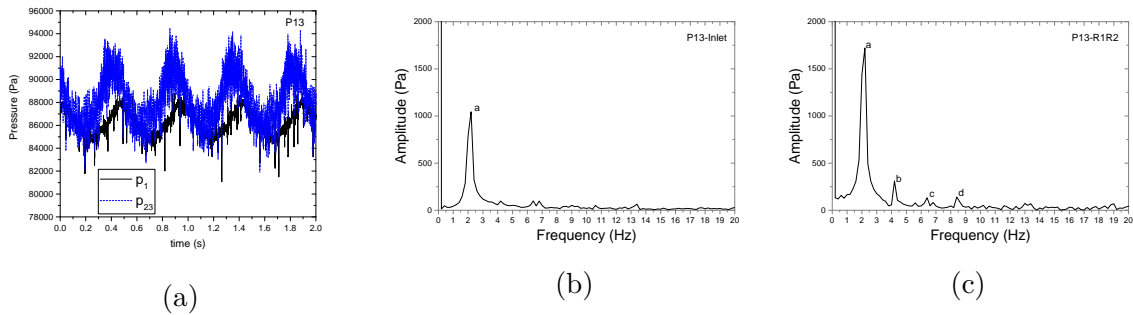 P13
Pressure (Pa)
96000
94000
92000
90000
88000
86000
84000
82000
80000
78000
p1
p23
0.0 0.2 0.4 0.6 0.8 1.0 1.2 1.4 1.6 1.8 2.0
time (s)
(a)
P13-Inlet
Amplitude (Pa)
2000
1500
1000
500
0
a
0 1 2 3 4 5 6 7 8 9 10 11 12 13 14 15 16 17 18 19 20
Frequency (Hz)
(b)
P13-R1R2
Amplitude (Pa)
2000
1500
1000
500
0
a
b
c
d
0 1 2 3 4 5 6 7 8 9 10 11 12 13 14 15 16 17 18 19 20
Frequency (Hz)
(c)